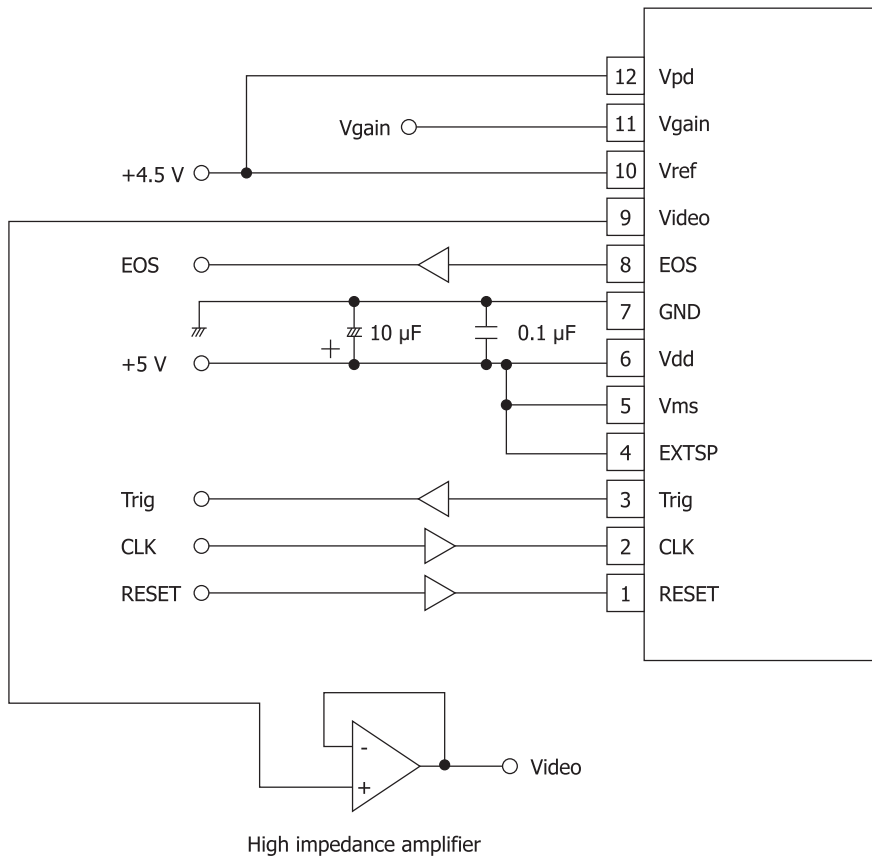 12 Vpd
Vgain 11 Vgain
+4.5 V 10 Vref
9 Video
EOS 8 EOS
7 GND
10 µF 0.1 µF
+
+5 V 6 Vdd
5 Vms
4 EXTSP
Trig 3 Trig
CLK 2 CLK
RESET 1 RESET
-
+
Video
High impedance amplifier